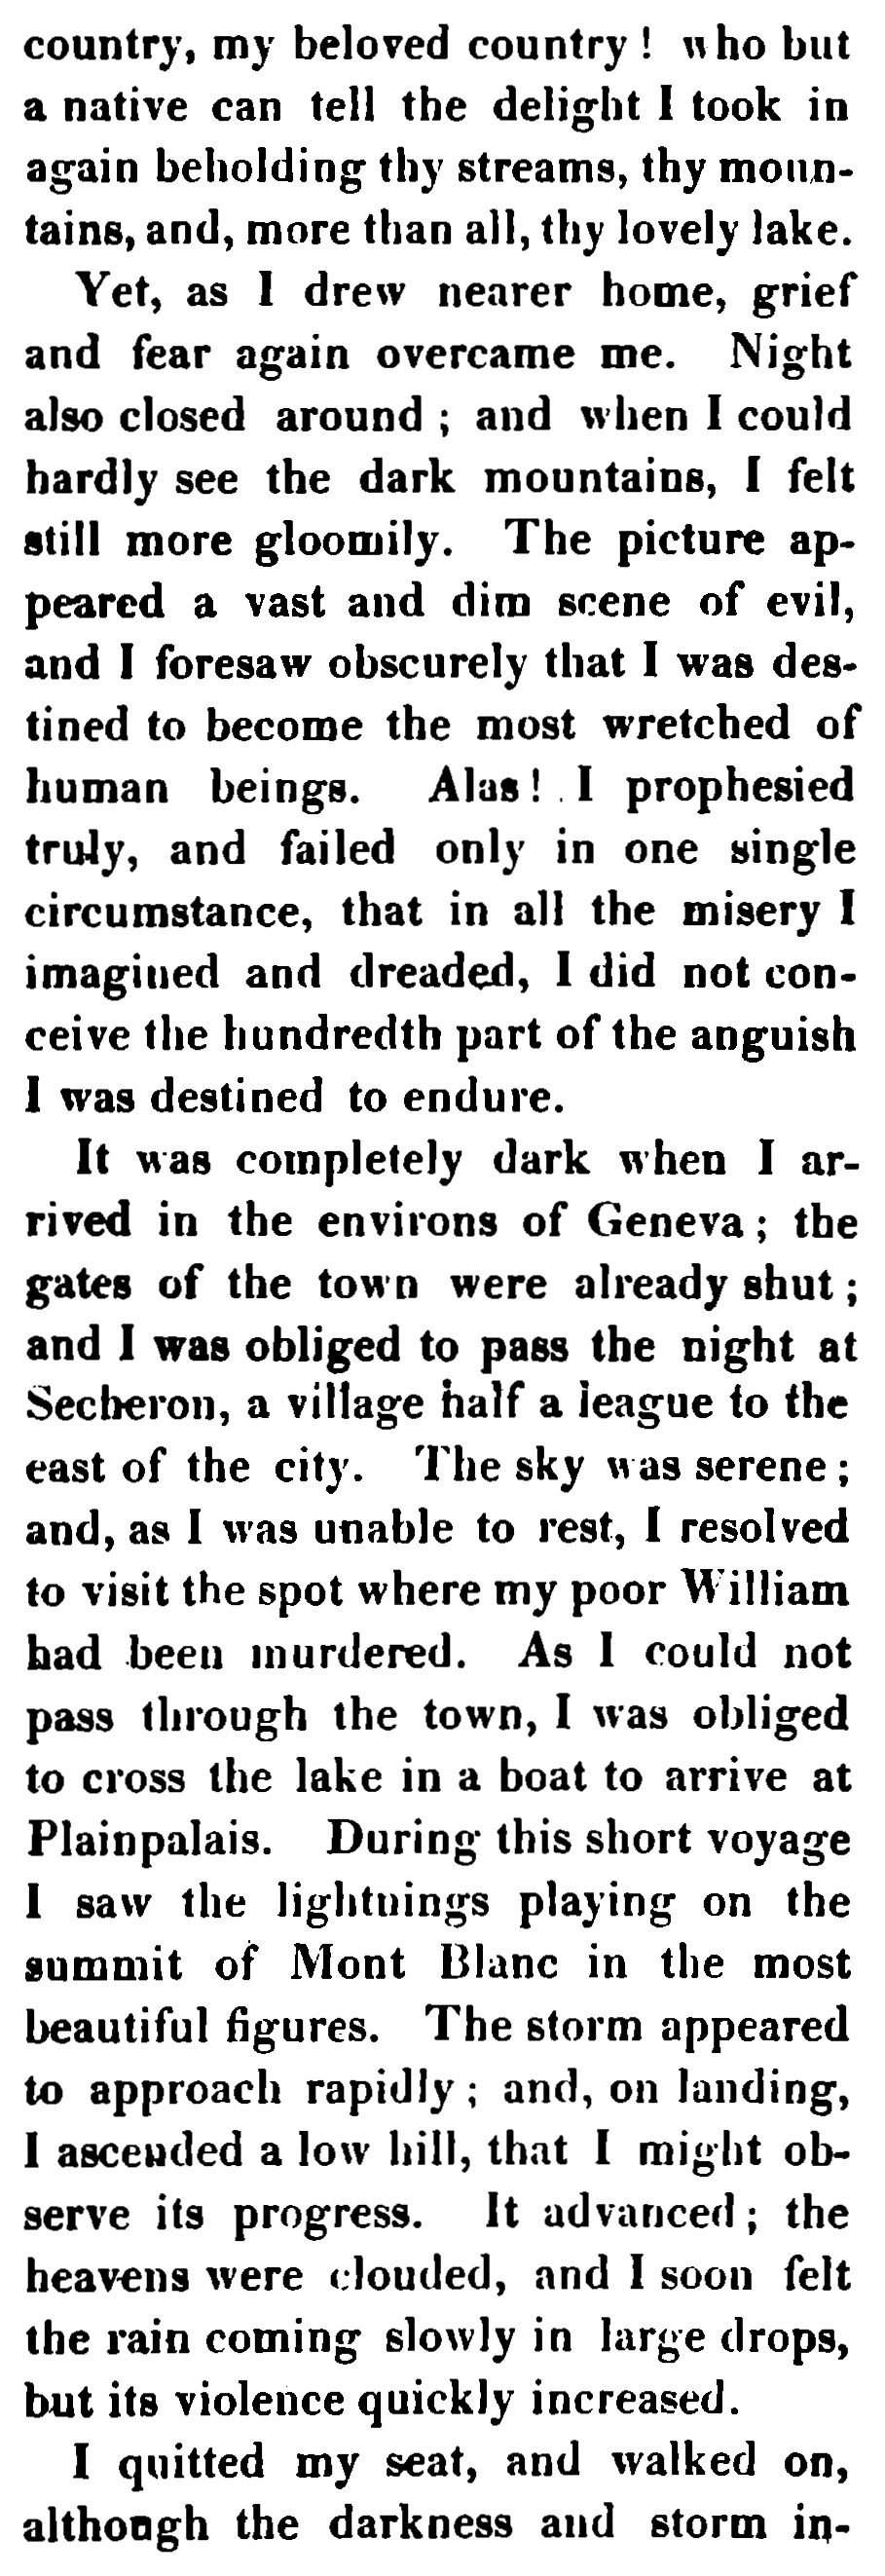 country, my beloved country ! who but
a native can tell the delight I took in
again beholding thy streams, thy moun-
tains, and, more than all, thy lovely lake.
Yet, as I drew nearer home, grief
and fear again overcame me. Night
also closed around ; and when I could
hardly see the dark mountains, I felt
still more gloomily. The picture ap-
peared a vast and dim scene of evil,
and I foresaw obscurely that I was des-
tined to become the most wretched of
human beings. Alas ! I prophesied
truly, and failed only in one single
circumstance, that in all the misery I
imagined and dreaded, I did not con-
ceive the hundredth part of the anguish
I was destined to endure.
It was completely dark when I ar-
rived in the environs of Geneva ; the
gates of the town were already shut ;
and I was obliged to pass the night at
Secheron, a village half a league to the
east of the city. The sky was serene ;
and, as I was unable to rest, I resolved
to visit the spot where my poor William
had been murdered. As I could not
pass through the town, I was obliged
to cross the lake in a boat to arrive at
Plainpalais. During this short voyage
I saw the lightnings playing on the
summit of Mont Blanc in the most
beautiful figures. The storm appeared
to approach rapidly ; and, on landing,
I ascended a low hill, that I might ob-
serve its progress. It advanced ; the
heavens were clouded, and I soon felt
the rain coming slowly in large drops,
but its violence quickly increased.
I quitted my seat, and walked on,
although the darkness and storm in-